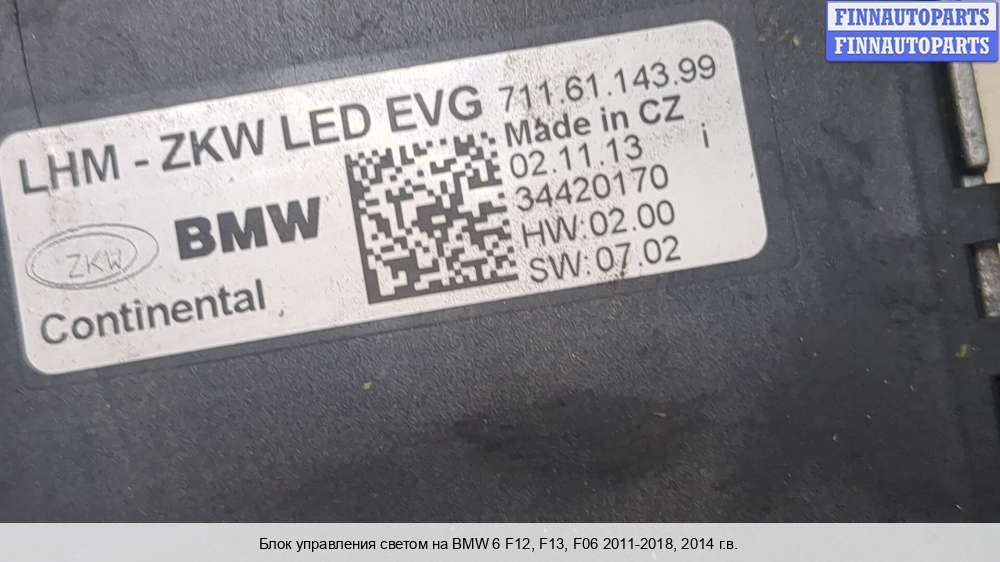 FINNAUTOPARTS
FINNAUTOPARTS
LHM - ZKW LED EVG 711.61.143.99
Made in CZ
02.11.13 i
34420170
HW:02.00
SW:07.02
BMW
ZKW
Continental
Блок управления светом на BMW 6 F12, F13, F06 2011-2018, 2014 г.в.